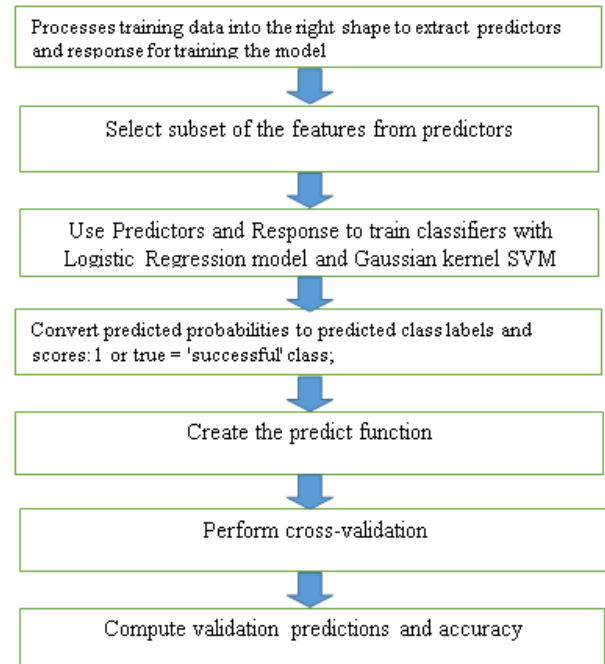 Processes training data into the right shape to extract predictors
and response for training the model
Select subset of the features from predictors
Use Predictors and Response to train classifiers with
Logistic Regression model and Gaussian kernel SVM
Convert predicted probabilities to predicted class labels and
scores: 1 or true = 'successful' class;
Create the predict function
Perform cross-validation
Compute validation predictions and accuracy